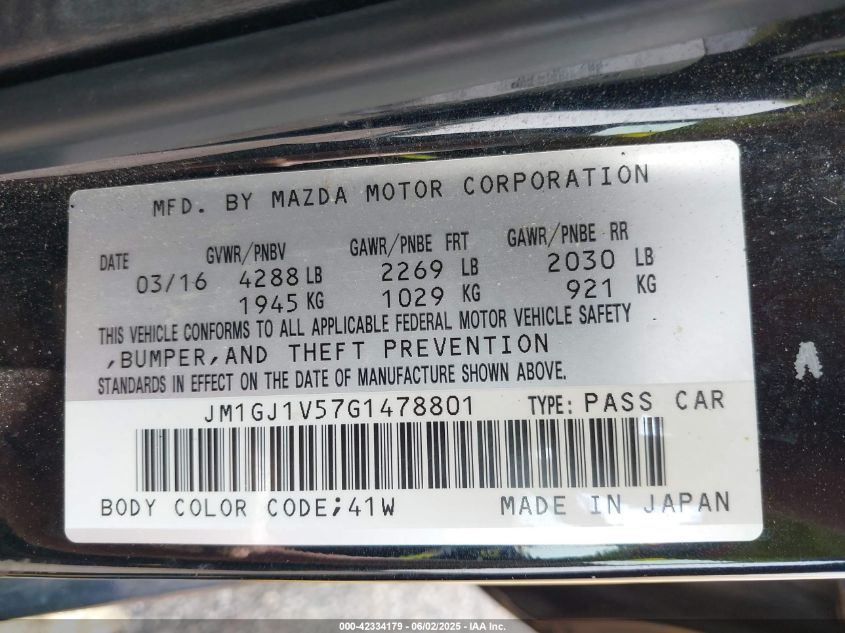 MFD. BY MAZDA MOTOR CORPORATION
DATE GVWR/PNBV GAWR/PNBE FRT GAWR/PNBE RR
03/16 4288 LB 2269 LB 2030 LB
1945 KG 1029 KG 921 KG
THIS VEHICLE CONFORMS TO ALL APPLICABLE FEDERAL MOTOR VEHICLE SAFETY
,BUMPER,AND THEFT PREVENTION
STANDARDS IN EFFECT ON THE DATE OF MANUFACTURE SHOWN ABOVE.
JM1GJ1V57G1478801 TYPE: PASS CAR
BODY COLOR CODE;41W MADE IN JAPAN
000-42334179 - 06/02/2025 - IAA Inc.